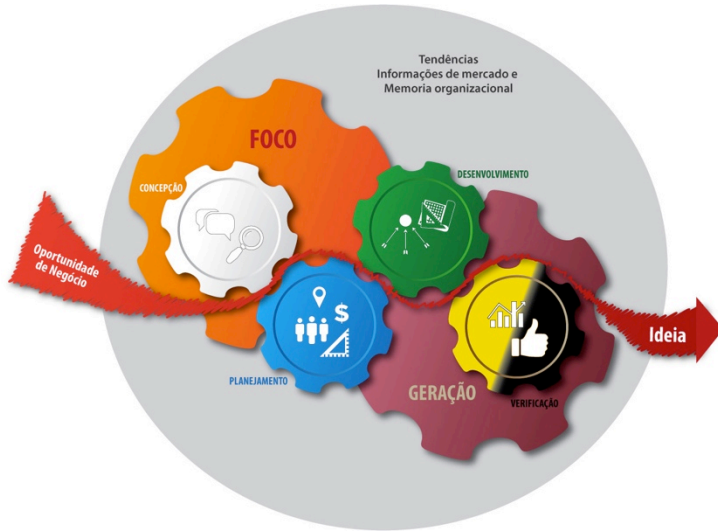 Tendências
Informações de mercado e
Memoria organizacional
FOCO
CONCEPÇÃO
DESENVOLVIMENTO
Oportunidade
de Negócio
$
Ideia
PLANEJAMENTO
GERAÇÃO
VERIFICAÇÃO